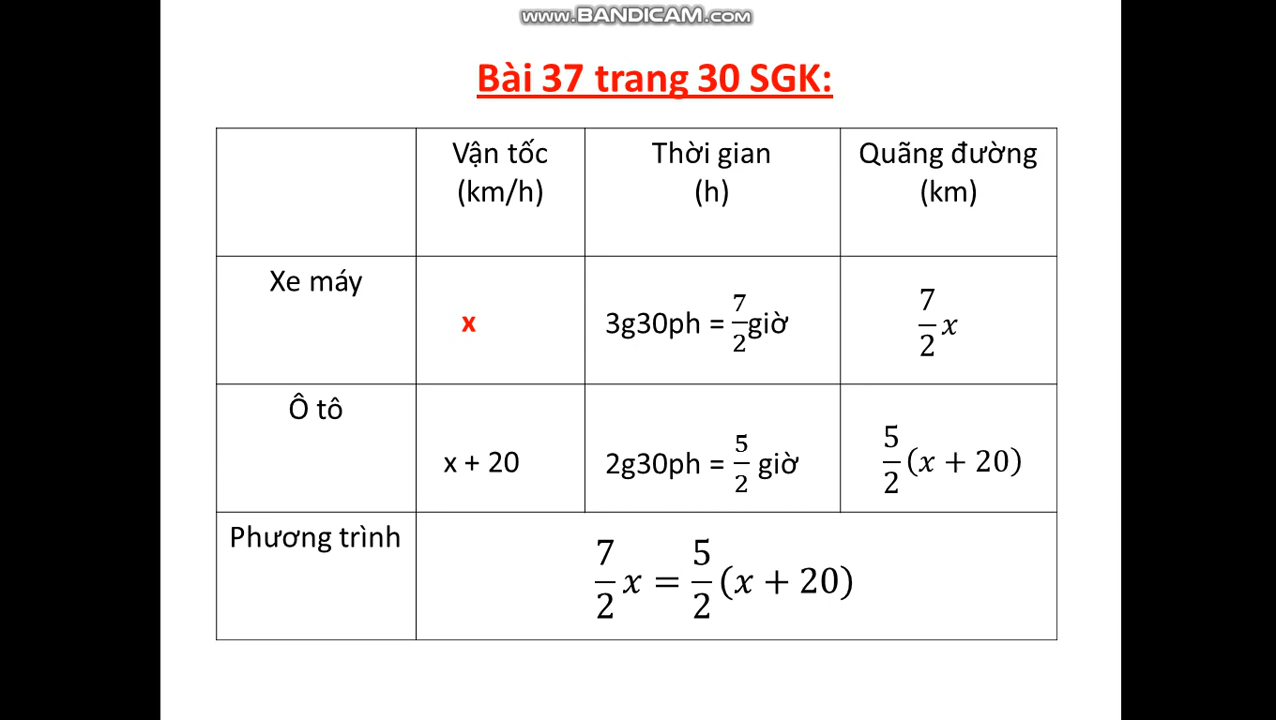 www.BANDICAM.com
Bài 37 trang 30 SGK:
Vận tốc (km/h)
Thời gian (h)
Quãng đường (km)
Xe máy
x
3g30ph = 7/2 giờ
7/2 x
Ô tô
x + 20
2g30ph = 5/2 giờ
5/2 (x + 20)
Phương trình
7/2 x = 5/2 (x + 20)